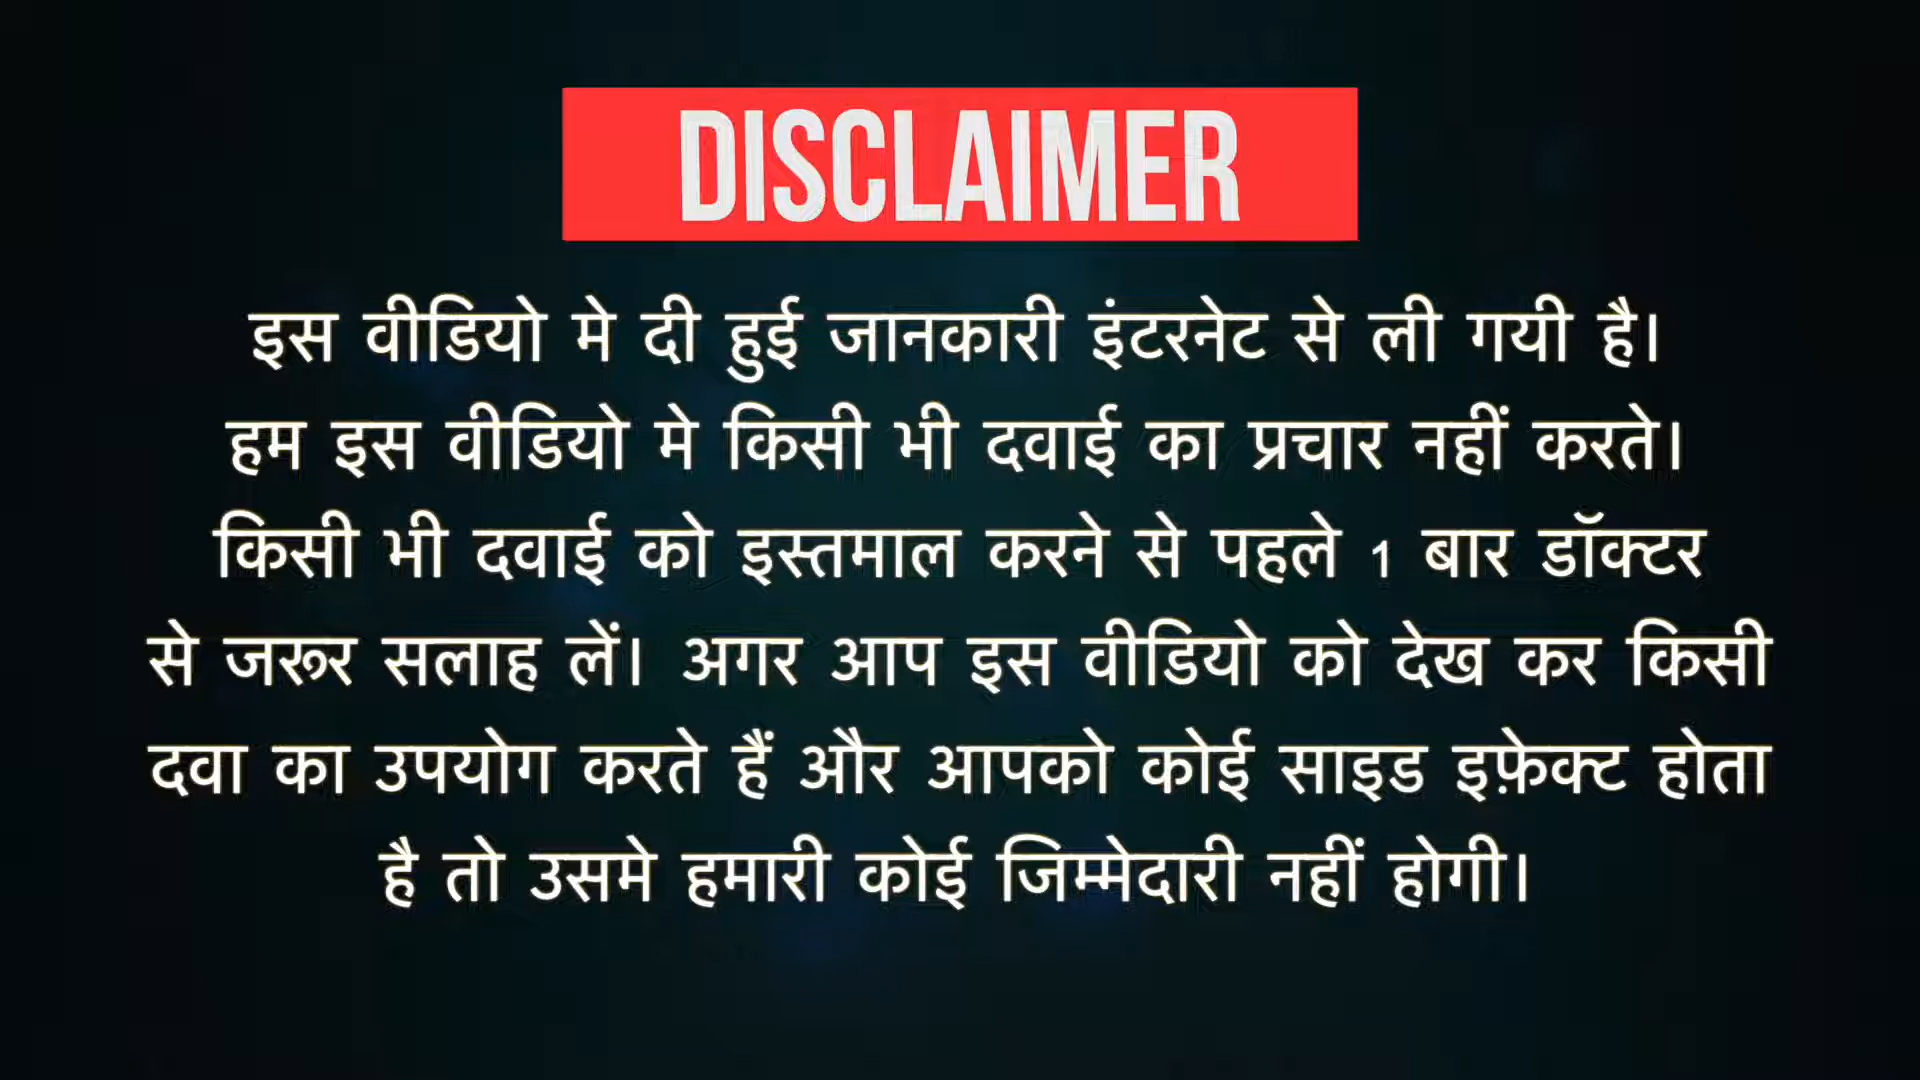 DISCLAIMER
इस वीडियो मे दी हुई जानकारी इंटरनेट से ली गयी है।
हम इस वीडियो मे किसी भी दवाई का प्रचार नहीं करते।
किसी भी दवाई को इस्तमाल करने से पहले 1 बार डॉक्टर
से जरूर सलाह लें। अगर आप इस वीडियो को देख कर किसी
दवा का उपयोग करते हैं और आपको कोई साइड इफ़ेक्ट होता
है तो उसमे हमारी कोई जिम्मेदारी नहीं होगी।